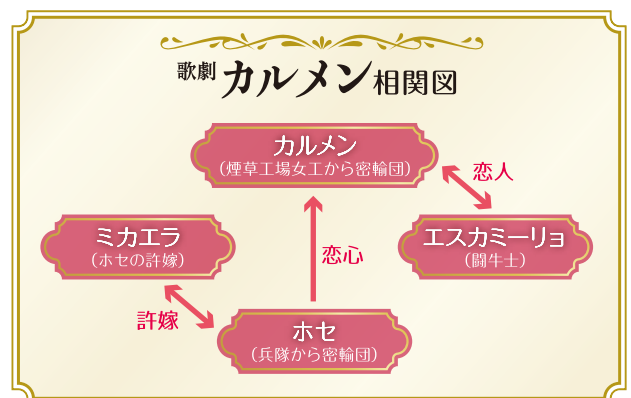 歌劇 カルメン相関図
カルメン
（煙草工場女工から密輸団）
恋人
ミカエラ
（ホセの許嫁）
エスカミーリョ
（闘牛士）
恋心
許嫁
ホセ
（兵隊から密輸団）